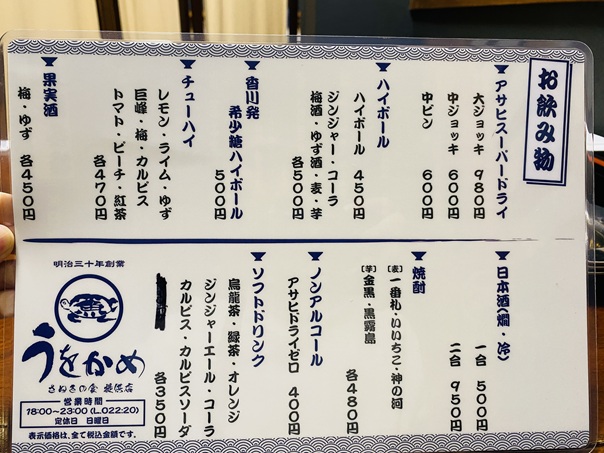 お飲み物
アサヒスーパードライ
大ジョッキ 980円
中ジョッキ 600円
中ビン 600円
ハイボール
ハイボール 450円
ジンジャー・コーラ
梅酒・ゆず酒・麦・芋
各500円
香川発
希少糖ハイボール
500円
チューハイ
レモン・ライム・ゆず
巨峰・梅・カルピス
トマト・ピーチ・紅茶
各470円
果実酒
梅・ゆず 各450円
日本酒(燗・冷)
一合 500円
二合 950円
焼酎
[麦]一番札・いいちこ・神の河
[芋]金黒・黒霧島
各480円
ノンアルコール
アサヒドライゼロ 400円
ソフトドリンク
烏龍茶・緑茶・オレンジ
ジンジャーエール・コーラ
カルピス・カルピスソーダ
各350円
明治三十年創業
魚
うをかめ
さぬきの食 提供店
営業時間
18:00~23:00(L.O22:20)
定休日 日曜日
表示価格は、全て税込金額です。